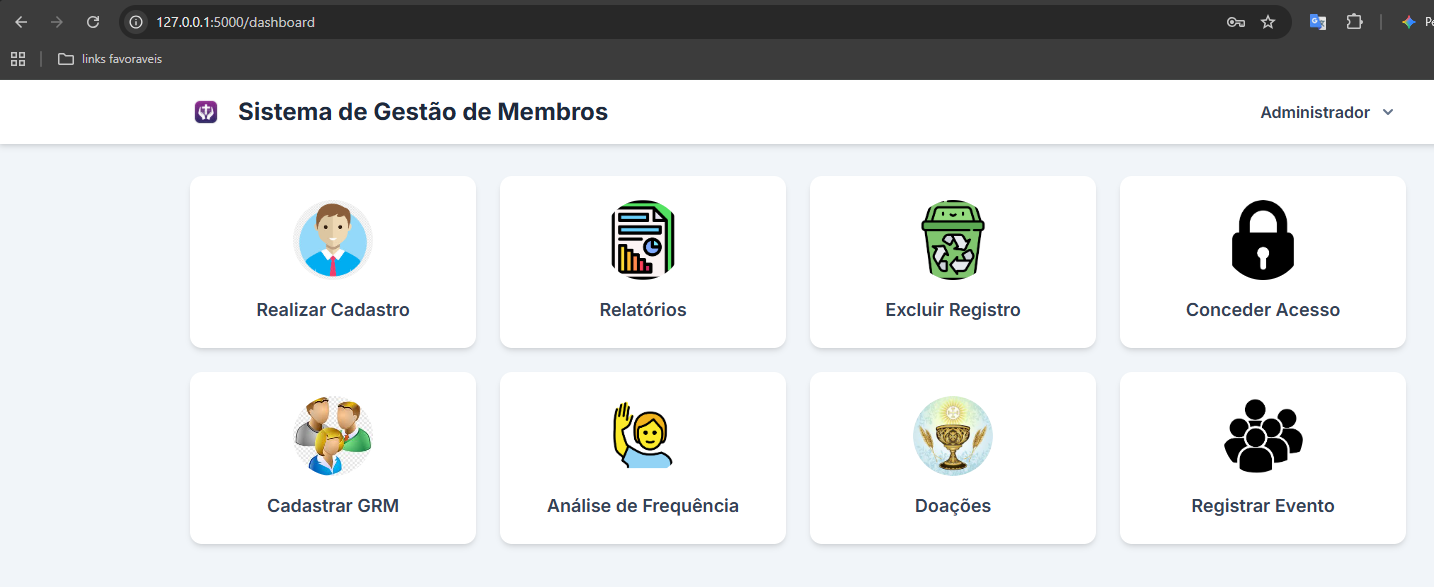 127.0.0.1:5000/dashboard
links favoraveis
Sistema de Gestão de Membros
Administrador
Realizar Cadastro
Relatórios
Excluir Registro
Conceder Acesso
Cadastrar GRM
Análise de Frequência
Doações
Registrar Evento